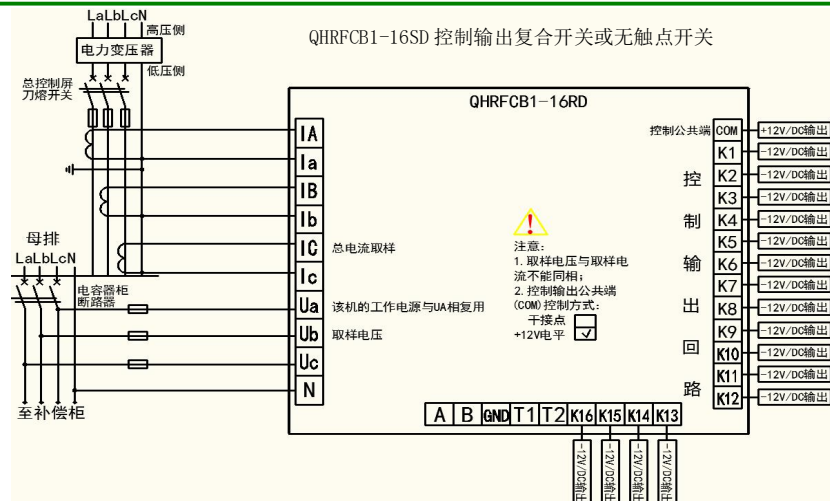 LaLbLcN
高压侧
电力变压器
低压侧
总控制屏
刀熔开关
QHRFCB1-16SD 控制输出复合开关或无触点开关
QHRFCB1-16RD
IA
Ia
IB
Ib
IC
Ic
Ua
Ub
Uc
N
总电流取样
该机的工作电源与UA相复用
取样电压
母排
LaLbLcN
电容器柜
断路器
至补偿柜
注意:
1.取样电压与取样电
流不能同相;
2.控制输出公共端
(COM)控制方式:
干接点
+12V电平
控制公共端
控
制
输
出
回
路
COM +12V/DC输出
K1 -12V/DC输出
K2 -12V/DC输出
K3 -12V/DC输出
K4 -12V/DC输出
K5 -12V/DC输出
K6 -12V/DC输出
K7 -12V/DC输出
K8 -12V/DC输出
K9 -12V/DC输出
K10 -12V/DC输出
K11 -12V/DC输出
K12 -12V/DC输出
A B GND T1 T2 K16 K15 K14 K13
-12V/DC输出
-12V/DC输出
-12V/DC输出
-12V/DC输出